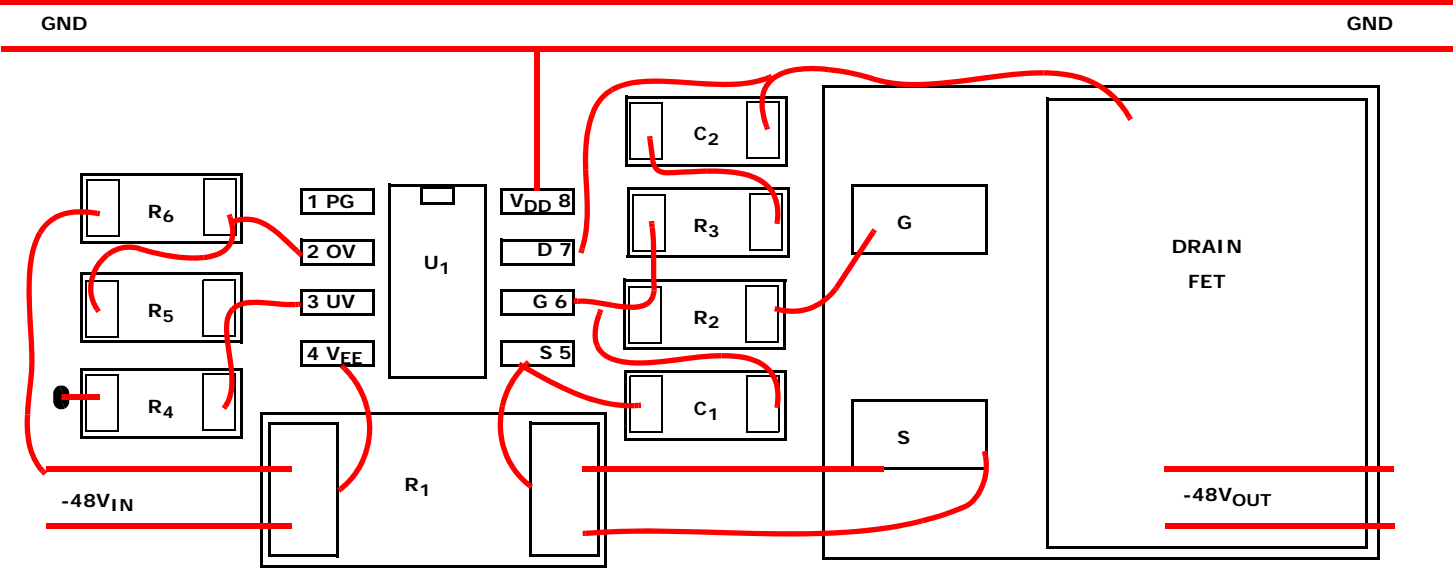 GND GND
C2
R6 1 PG VDD 8 R3 G
2 OV U1 D 7 DRAIN
FET
R5 3 UV G 6 R2
4 VEE S 5
R4 C1 S
R1
-48VIN -48VOUT